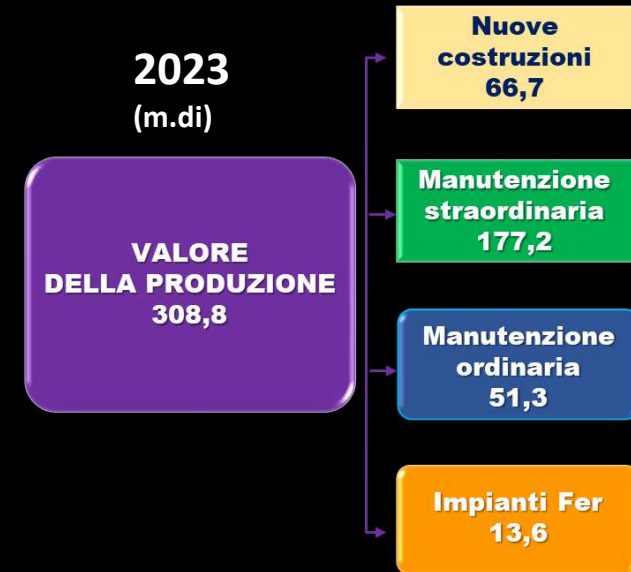 2023
(m.di)
VALORE
DELLA PRODUZIONE
308,8
Nuove
costruzioni
66,7
Manutenzione
straordinaria
177,2
Manutenzione
ordinaria
51,3
Impianti Fer
13,6